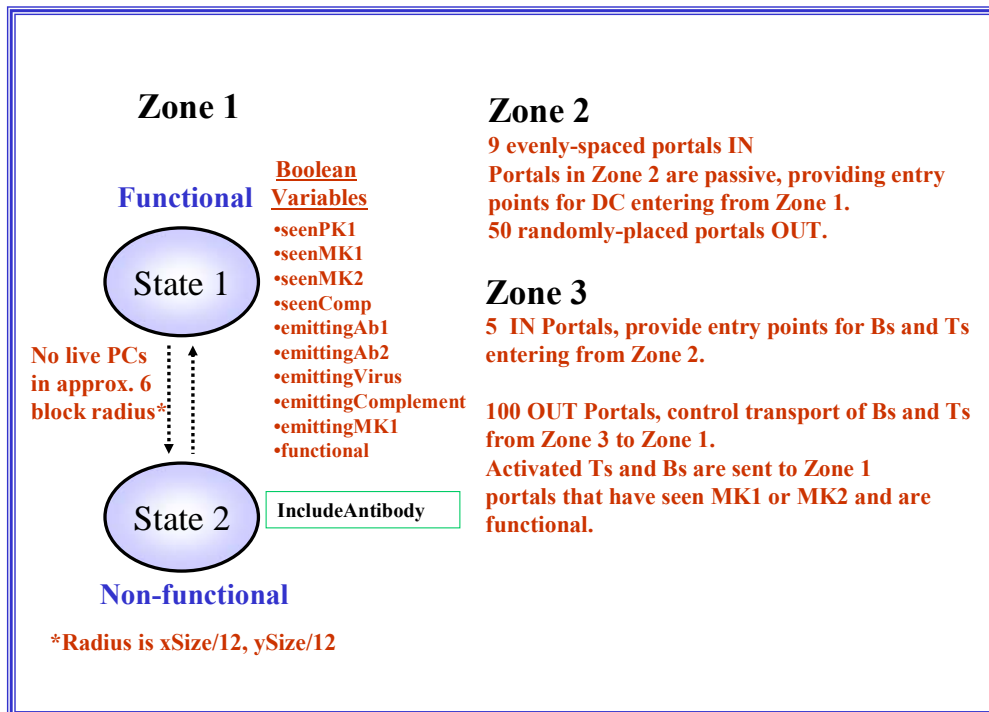 Zone 1
Functional
State 1
No live PCs
in approx. 6
block radius*
State 2
Non-functional
*Radius is xSize/12, ySize/12
Boolean
Variables
•seenPK1
•seenMK1
•seenMK2
•seenComp
•emittingAb1
•emittingAb2
•emittingVirus
•emittingComplement
•emittingMK1
•functional
IncludeAntibody
Zone 2
9 evenly-spaced portals IN
Portals in Zone 2 are passive, providing entry
points for DC entering from Zone 1.
50 randomly-placed portals OUT.
Zone 3
5 IN Portals, provide entry points for Bs and Ts
entering from Zone 2.
100 OUT Portals, control transport of Bs and Ts
from Zone 3 to Zone 1.
Activated Ts and Bs are sent to Zone 1
portals that have seen MK1 or MK2 and are
functional.